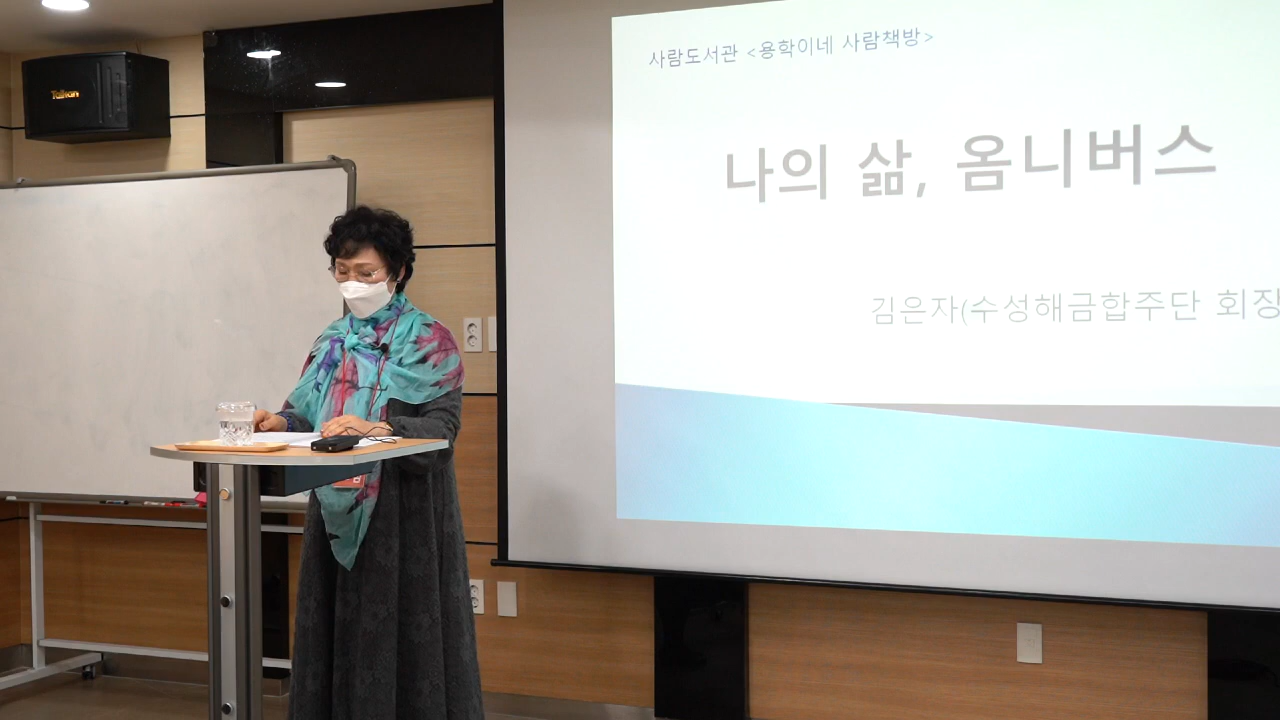 Taihan
사람도서관 <용학이네 사람책방>
나의 삶, 옴니버스
김은자(수성해금합주단 회장